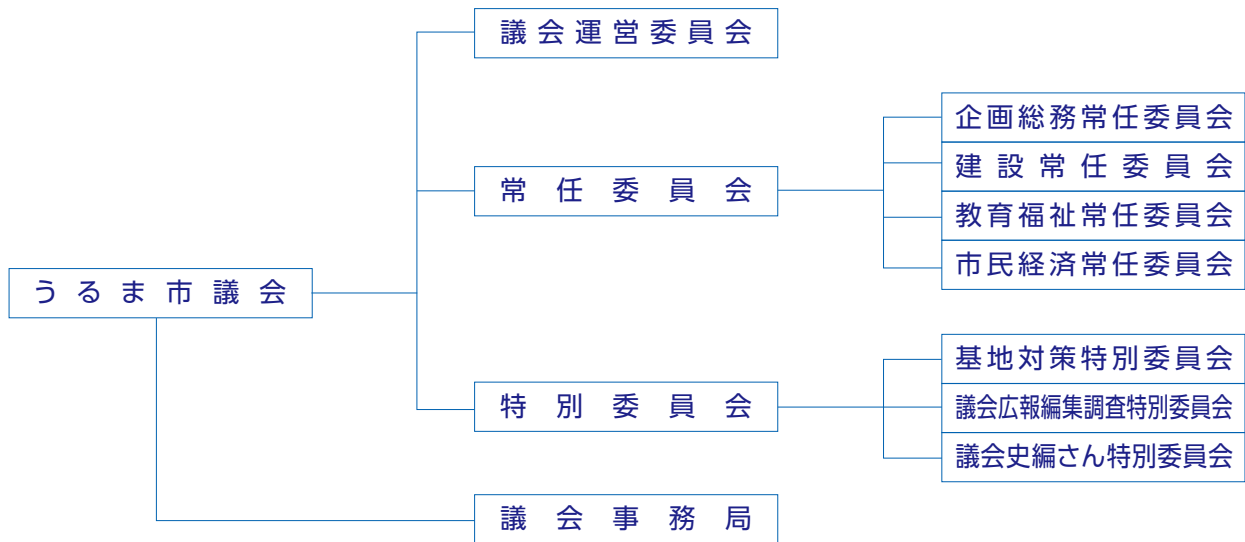 うるま市議会
議会運営委員会
常任委員会
企画総務常任委員会
建設常任委員会
教育福祉常任委員会
市民経済常任委員会
特別委員会
基地対策特別委員会
議会広報編集調査特別委員会
議会史編さん特別委員会
議会事務局